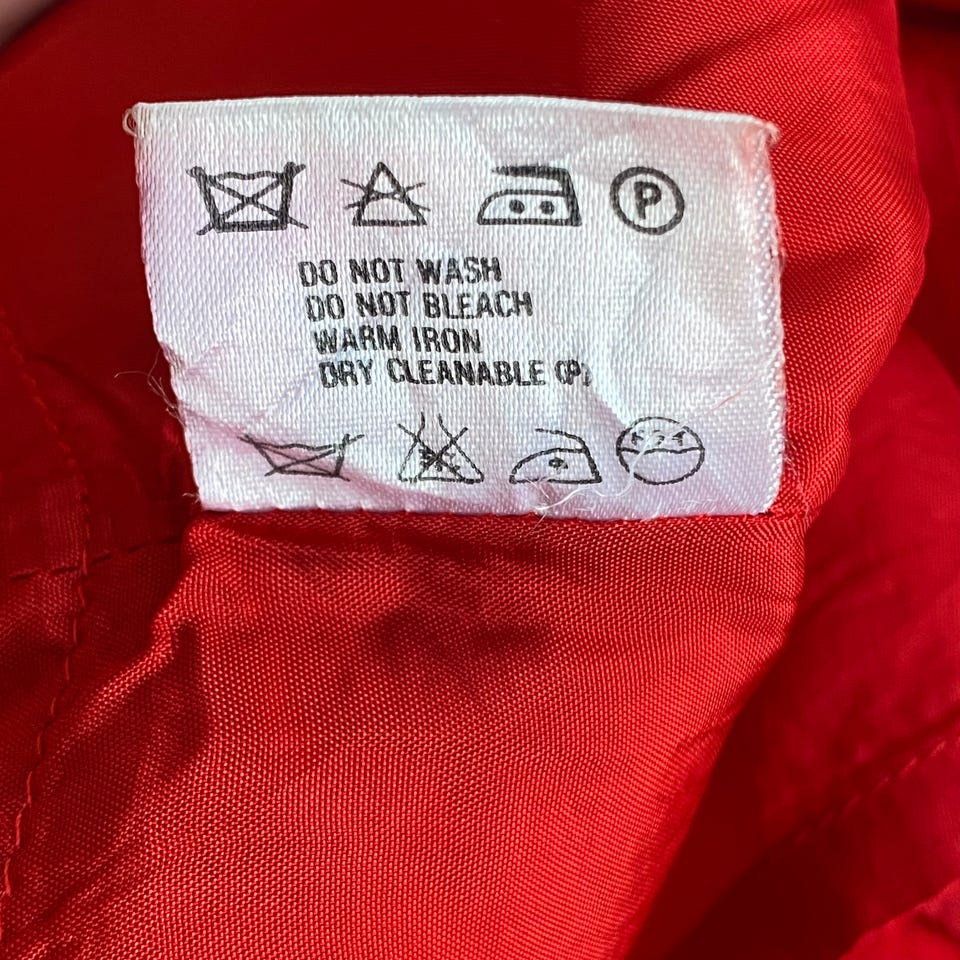 P
DO NOT WASH
DO NOT BLEACH
WARM IRON
DRY CLEANABLE (P)